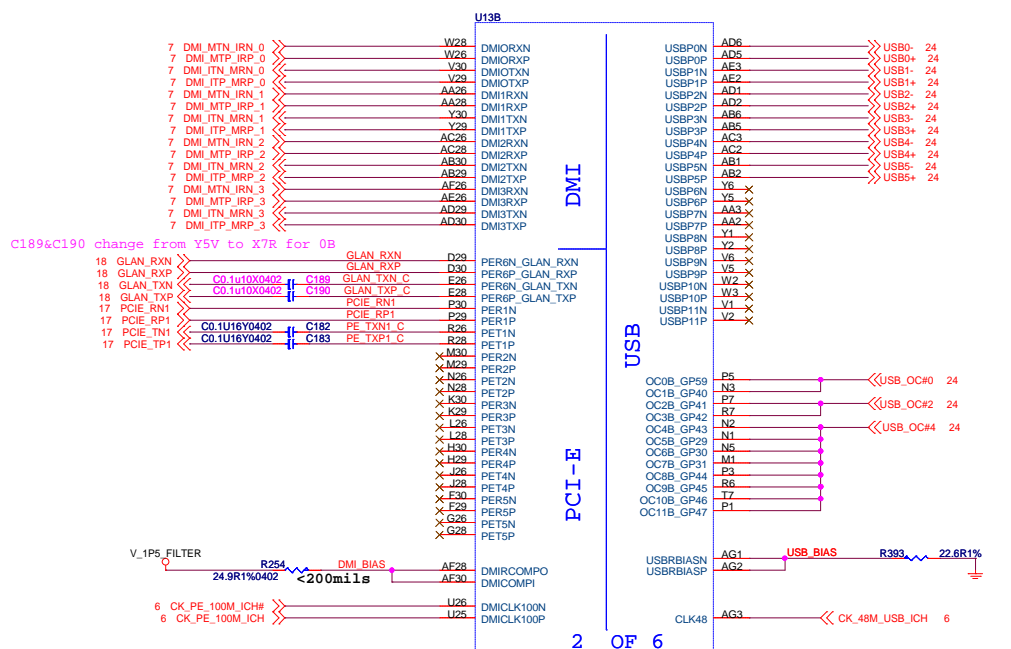 U13B
7 DMI_MTN_IRN_0 W28 DMIORXN USBP0N AD6 USB0- 24
7 DMI_MTP_IRP_0 W26 DMIORXP USBP0P AD5 USB0+ 24
7 DMI_ITN_MRN_0 V30 DMIOTXN USBP1N AE3 USB1- 24
7 DMI_ITP_MRP_0 V29 DMIOTXP USBP1P AE2 USB1+ 24
7 DMI_MTN_IRN_1 AA26 DMI1RXN USBP2N AD1 USB2- 24
7 DMI_MTP_IRP_1 AA28 DMI1RXP USBP2P AD2 USB2+ 24
7 DMI_ITN_MRN_1 Y30 DMI1TXN USBP3N AB6 USB3- 24
7 DMI_ITP_MRP_1 Y29 DMI1TXP USBP3P AB5 USB3+ 24
7 DMI_MTN_IRN_2 AC26 DMI2RXN USBP4N AC3 USB4- 24
7 DMI_MTP_IRP_2 AC28 DMI2RXP USBP4P AC2 USB4+ 24
7 DMI_ITN_MRN_2 AB30 DMI2TXN USBP5N AB1 USB5- 24
7 DMI_ITP_MRP_2 AB29 DMI2TXP USBP5P AB2 USB5+ 24
7 DMI_MTN_IRN_3 AF26 DMI3RXN USBP6N Y6
7 DMI_MTP_IRP_3 AE26 DMI3RXP USBP6P Y5
7 DMI_ITN_MRN_3 AD29 DMI3TXN USBP7N AA3
7 DMI_ITP_MRP_3 AD30 DMI3TXP USBP7P AA2
DMI
USBP8N Y1
C189&C190 change from Y5V to X7R for 0B
USBP8P Y2
18 GLAN_RXN GLAN_RXN D29 PER6N_GLAN_RXN USBP9N V6
18 GLAN_RXP GLAN_RXP D30 PER6P_GLAN_RXP USBP9P V5
18 GLAN_TXN C0.1u10X0402 C189 GLAN_TXN_C E26 PER6N_GLAN_TXN USBP10N W2
18 GLAN_TXP C0.1u10X0402 C190 GLAN_TXP_C E28 PER6P_GLAN_TXP USBP10P W3
17 PCIE_RN1 PCIE_RN1 P30 PER1N USBP11N V1
17 PCIE_RP1 PCIE_RP1 P29 PER1P USBP11P V2
17 PCIE_TN1 C0.1U16Y0402 C182 PE_TXN1_C R26 PET1N
17 PCIE_TP1 C0.1U16Y0402 C183 PE_TXP1_C R28 PET1P
USB
M30 PER2N
M29 PER2P
N26 PET2N OC0B_GP59 P5 USB_OC#0 24
N28 PET2P OC1B_GP40 N3
K30 PER3N OC2B_GP41 P7 USB_OC#2 24
K29 PER3P OC3B_GP42 R7
L26 PET3N OC4B_GP43 N2 USB_OC#4 24
L28 PET3P OC5B_GP29 N1
H30 PER4N OC6B_GP30 N5
H29 PER4P OC7B_GP31 M1
J26 PET4N OC8B_GP44 P3
J28 PET4P OC9B_GP45 R6
F30 PER5N OC10B_GP46 T7
F29 PER5P OC11B_GP47 P1
G26 PET5N
G28 PET5P
PCI-E
V_1P5_FILTER
R254 DMI_BIAS AF28 DMIRCOMPO USBRBIASN AG1 USB_BIAS R393 22.6R1%
24.9R1%0402 <200mils AF30 DMICOMPI USBRBIASP AG2
6 CK_PE_100M_ICH# U26 DMICLK100N
6 CK_PE_100M_ICH U25 DMICLK100P CLK48 AG3 CK_48M_USB_ICH 6
2 OF 6